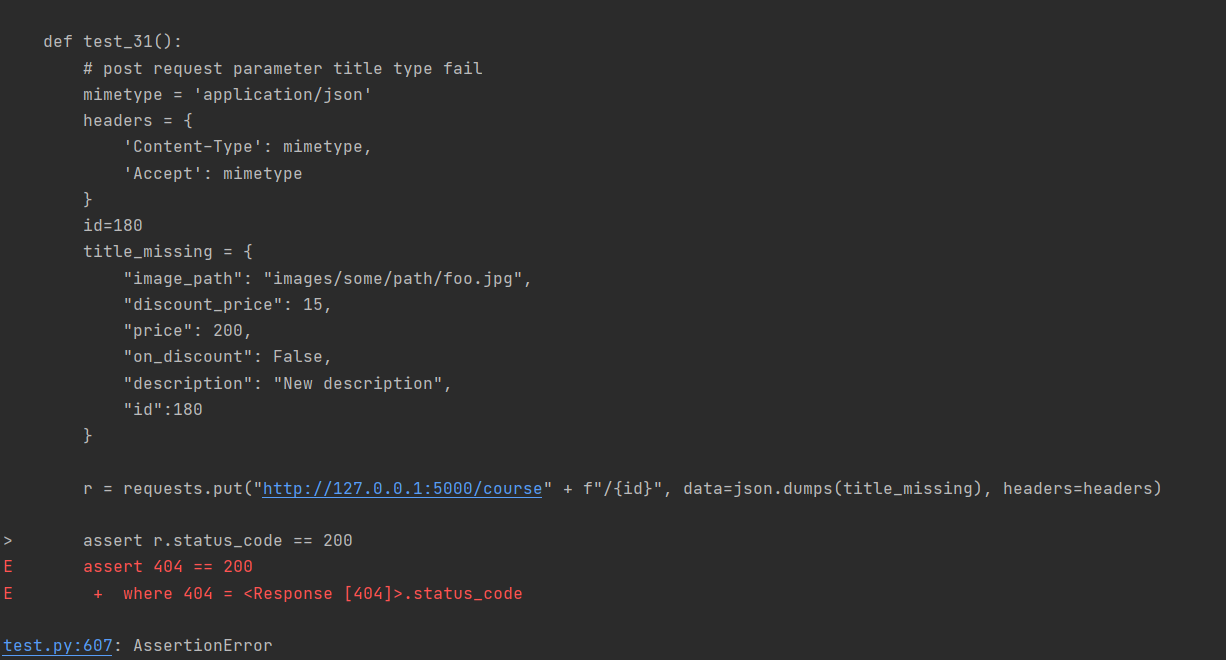 def test_31():
        # post request parameter title type fail
        mimetype = 'application/json'
        headers = {
            'Content-Type': mimetype,
            'Accept': mimetype
        }
        id=180
        title_missing = {
            "image_path": "images/some/path/foo.jpg",
            "discount_price": 15,
            "price": 200,
            "on_discount": False,
            "description": "New description",
            "id":180
        }

        r = requests.put("http://127.0.0.1:5000/course" + f"/{id}", data=json.dumps(title_missing), headers=headers)

>       assert r.status_code == 200
E       assert 404 == 200
E        +  where 404 = <Response [404]>.status_code

test.py:607: AssertionError